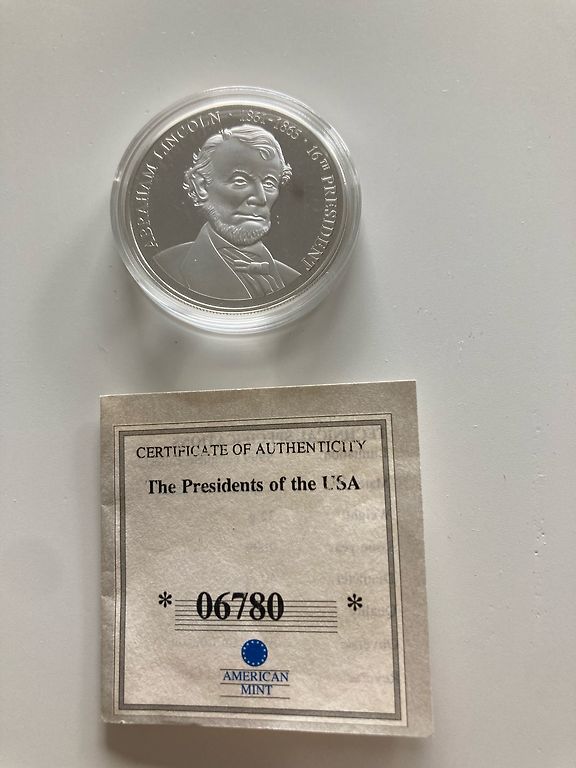 ABRAHAM LINCOLN · 1861-1865 · 16TH PRESIDENT
CERTIFICATE OF AUTHENTICITY
The Presidents of the USA
* 06780 *
AMERICAN
MINT